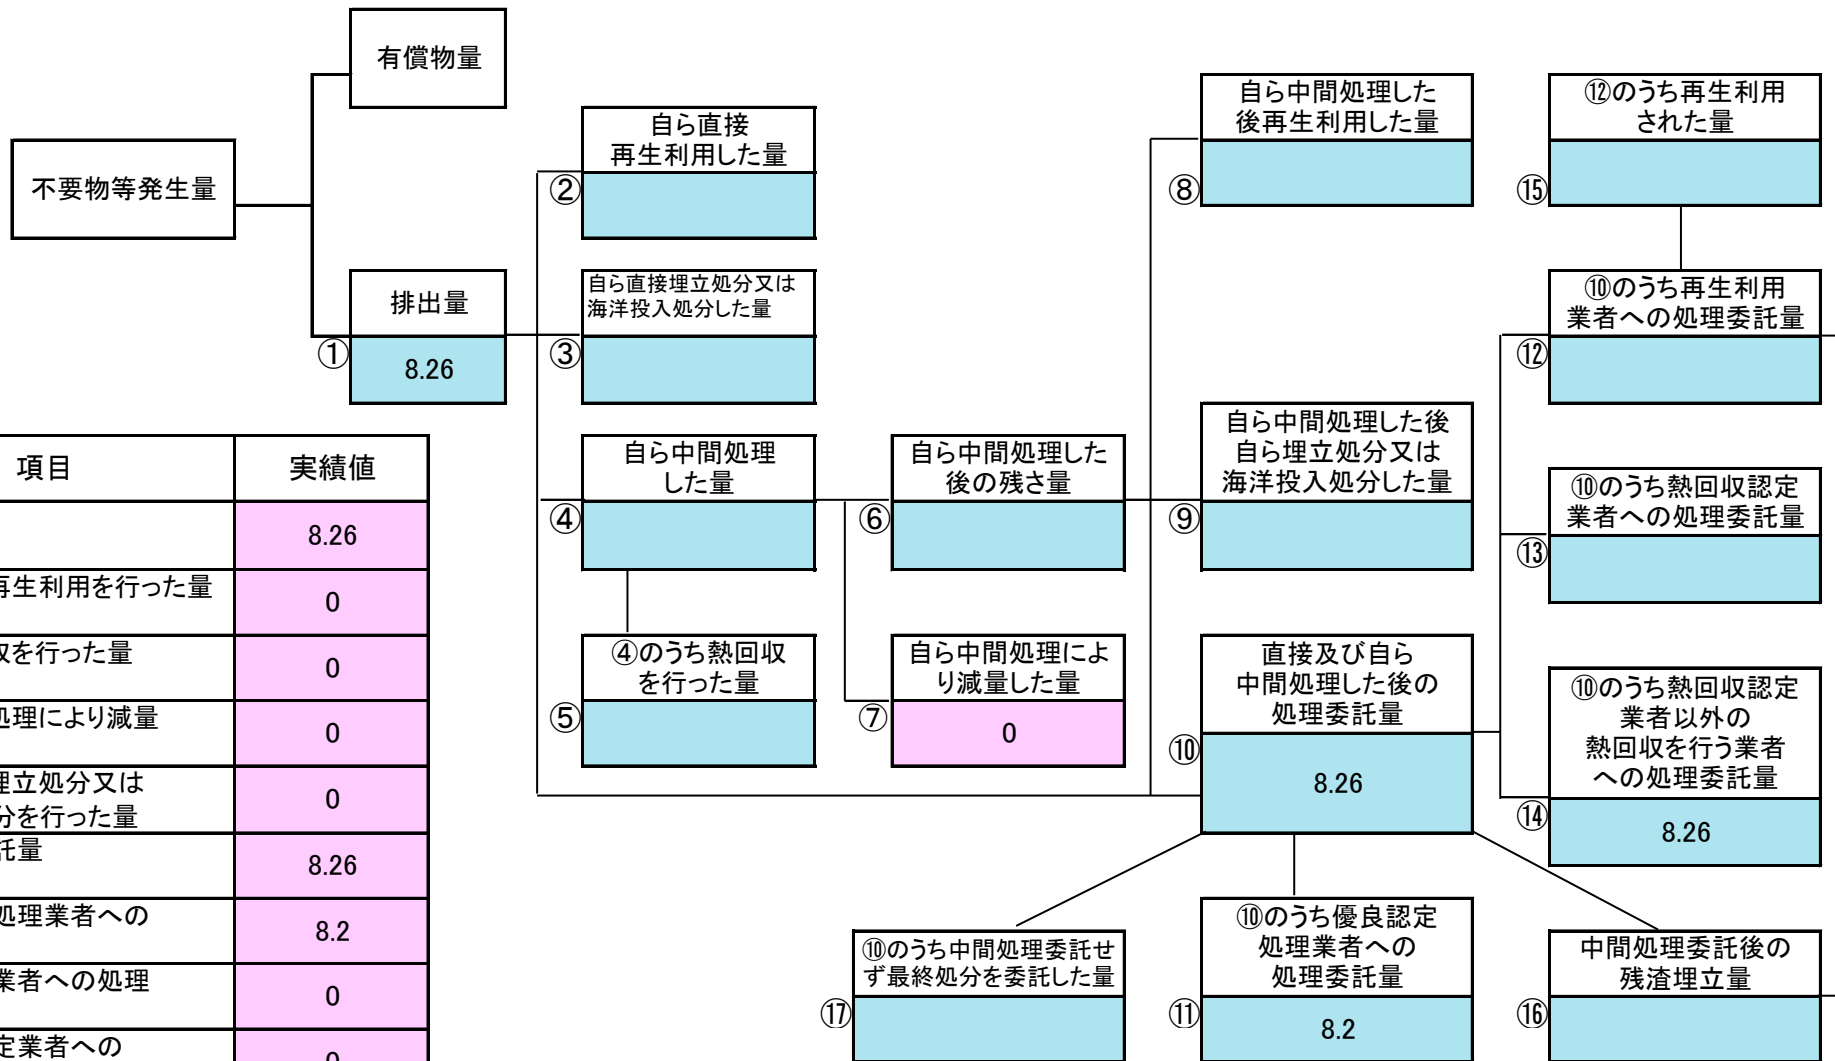 有償物量
不要物等発生量
排出量
①
8.26
自ら直接
再生利用した量
②
自ら直接埋立処分又は
海洋投入処分した量
③
自ら中間処理
した量
④
④のうち熱回収
を行った量
⑤
自ら中間処理した
後の残さ量
⑥
自ら中間処理によ
り減量した量
⑦
0
自ら中間処理した
後再生利用した量
⑧
自ら中間処理した後
自ら埋立処分又は
海洋投入処分した量
⑨
直接及び自ら
中間処理した後の
処理委託量
⑩
8.26
⑫のうち再生利用
された量
⑮
⑩のうち再生利用
業者への処理委託量
⑫
⑩のうち熱回収認定
業者への処理委託量
⑬
⑩のうち熱回収認定
業者以外の
熱回収を行う業者
への処理委託量
⑭
8.26
⑩のうち中間処理委託せ
ず最終処分を委託した量
⑰
⑩のうち優良認定
処理業者への
処理委託量
⑪
8.2
中間処理委託後の
残渣埋立量
⑯
項目 実績値
8.26
再生利用を行った量 0
収を行った量 0
処理により減量 0
埋立処分又は
分を行った量 0
託量 8.26
処理業者への 8.2
業者への処理 0
定業者への 0